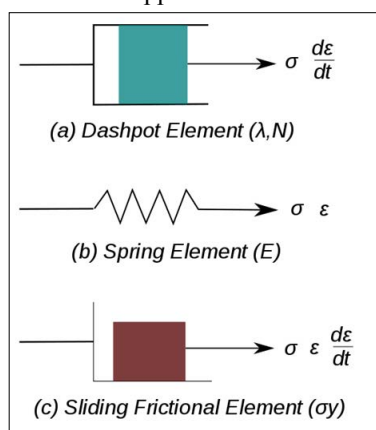 σ dε/dt
(a) Dashpot Element (λ,N)
σ ε
(b) Spring Element (E)
σ ε dε/dt
(c) Sliding Frictional Element (σy)